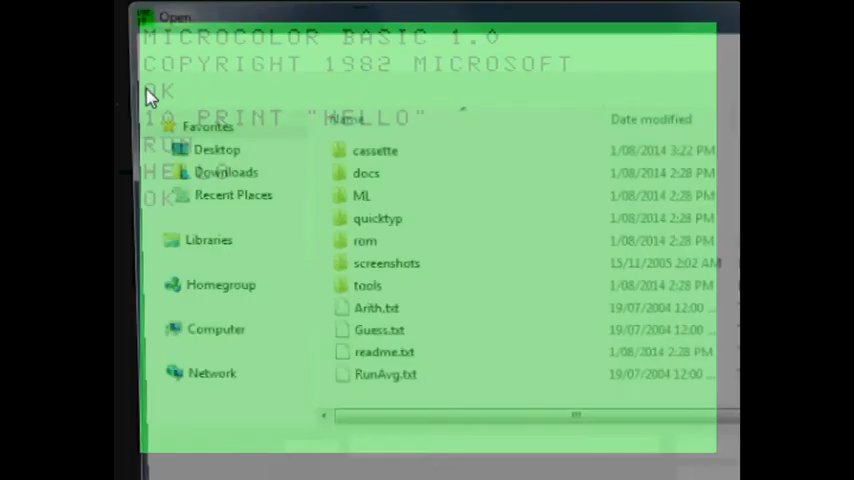 Open
MICROCOLOR BASIC 1.0
COPYRIGHT 1982 MICROSOFT
OK
10 PRINT "HELLO"
RUN
HELLO
OK
Favorites
Desktop
Downloads
Recent Places
Libraries
Homegroup
Computer
Network
Name Date modified
cassette 1/08/2014 3:22 PM
docs 1/08/2014 2:28 PM
ML 1/08/2014 2:28 PM
quicktyp 1/08/2014 2:28 PM
rom 1/08/2014 2:28 PM
screenshots 15/11/2005 2:02 AM
tools 1/08/2014 2:28 PM
Arith.txt 19/07/2004 12:00 ...
Guess.txt 19/07/2004 12:00 ...
readme.txt 1/08/2014 2:28 PM
RunAvg.txt 19/07/2004 12:00 ...